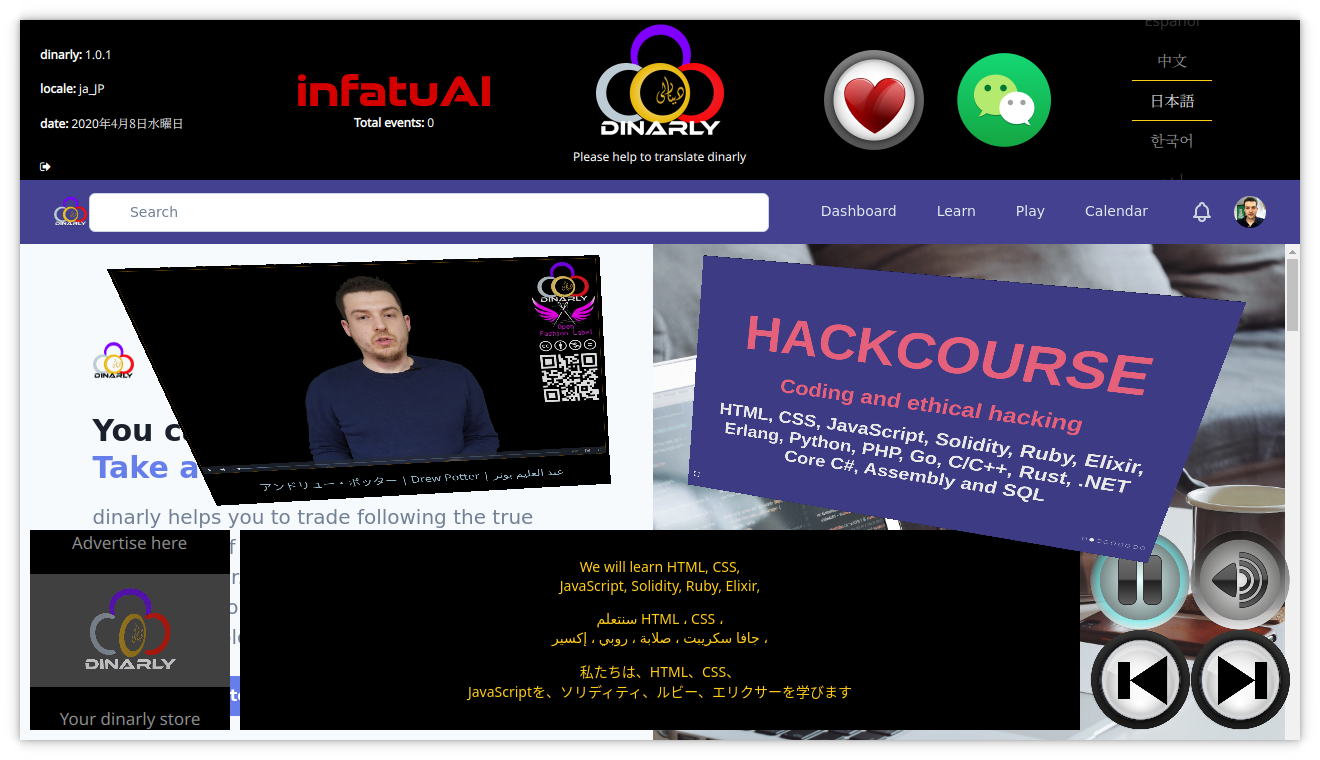 dinarly: 1.0.1
locale: ja_JP
date: 2020年4月8日水曜日
infatuAI
Total events: 0
DINARLY
Please help to translate dinarly
Español
中文
日本語
한국어
DINARLY
Search
Dashboard
Learn
Play
Calendar
DINARLY
Open
Fashion Label
アンドリュー・ポッター | Drew Potter | عبد العليم بوتر
HACKCOURSE
Coding and ethical hacking
HTML, CSS, JavaScript, Solidity, Ruby, Elixir,
Erlang, Python, PHP, Go, C/C++, Rust, .NET
Core C#, Assembly and SQL
DINARLY
You
Take a
dinarly helps you to trade following the true
Advertise here
DINARLY
Your dinarly store
We will learn HTML, CSS,
JavaScript, Solidity, Ruby, Elixir,
سنتعلم HTML ، CSS ،
جافا سكريبت ، صلابة ، روبي ، إكسير ،
私たちは、HTML、CSS、
JavaScriptを、ソリディティ、ルビー、エリクサーを学びます